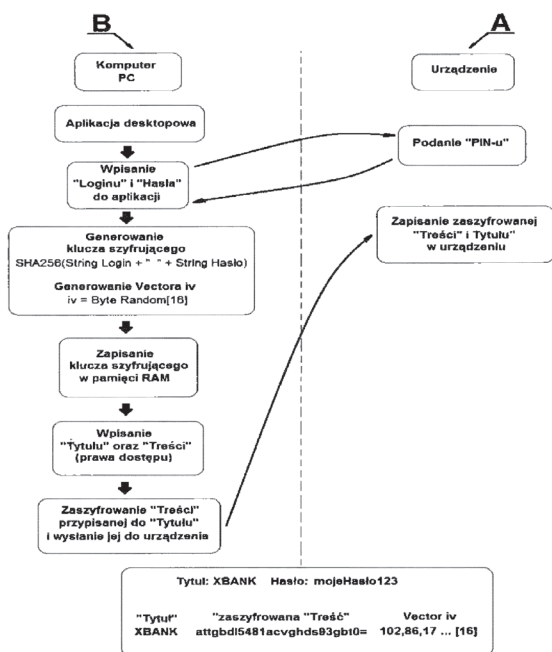 B
A
Komputer
PC
Urządzenie
Aplikacja desktopowa
Podanie "PIN-u"
Wpisanie
"Loginu" i "Hasła"
do aplikacji
Zapisanie zaszyfrowanej
"Treści" i Tytułu"
w urządzeniu
Generowanie
klucza szyfrującego
SHA256(String Login + " " + String Hasło)
Generowanie Vectora iv
iv = Byte Random[16]
Zapisanie
klucza szyfrującego
w pamięci RAM
Wpisanie
"Tytułu" oraz "Treści"
(prawa dostępu)
Zaszyfrowanie "Treści"
przypisanej do "Tytułu"
i wysłanie jej do urządzenia
Tytuł: XBANK Hasło: mojeHasło123
"Tytuł" "zaszyfrowana "Treść" Vector iv
XBANK attgbdl5481acvghds93gbt0= 102,86,17 ... [16]